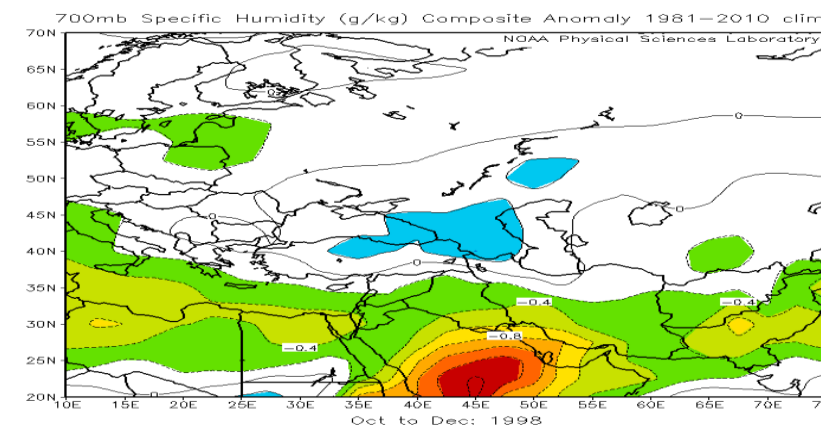 700mb Specific Humidity (g/kg) Composite Anomaly 1981-2010 clim
NOAA Physical Sciences Laboratory
70N
65N
60N
55N
50N
45N
40N
35N
30N
25N
20N
0
0
0
0
-0.4
-0.4
-0.8
-0.4
10E 15E 20E 25E 30E 35E 40E 45E 50E 55E 60E 65E 70E 7
Oct to Dec: 1998